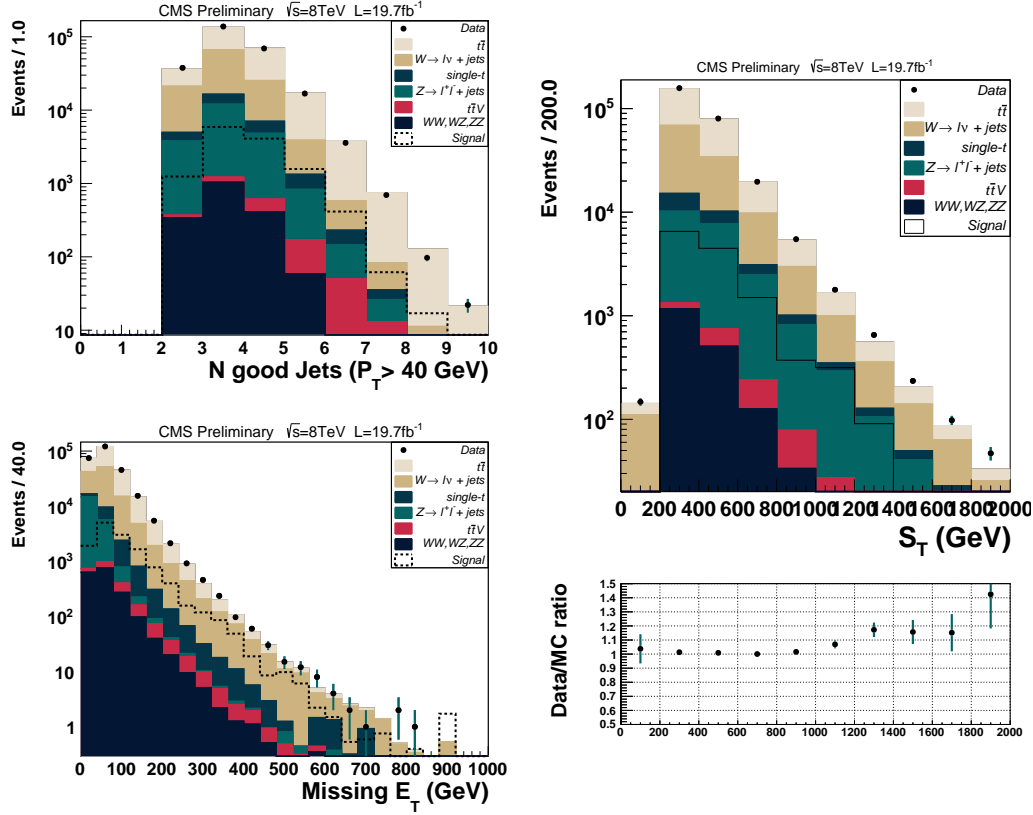 CMS Preliminary √s=8TeV L=19.7fb⁻¹
Events / 1.0
10⁵
10⁴
10³
10²
10
Data
tt̄
W→ lν + jets
single-t
Z→ l⁺l⁻+ jets
tt̄V
WW,WZ,ZZ
Signal
0 1 2 3 4 5 6 7 8 9 10
N good Jets (P_T> 40 GeV)
CMS Preliminary √s=8TeV L=19.7fb⁻¹
Events / 40.0
10⁵
10⁴
10³
10²
10
1
Data
tt̄
W→ lν + jets
single-t
Z→ l⁺l⁻+ jets
tt̄V
WW,WZ,ZZ
Signal
0 100 200 300 400 500 600 700 800 900 1000
Missing E_T (GeV)
CMS Preliminary √s=8TeV L=19.7fb⁻¹
Events / 200.0
10⁵
10⁴
10³
10²
Data
tt̄
W→ lν + jets
single-t
Z→ l⁺l⁻+ jets
tt̄V
WW,WZ,ZZ
Signal
0 200 400 600 800 1000 1200 1400 1600 1800 2000
S_T (GeV)
Data/MC ratio
1.5
1.4
1.3
1.2
1.1
1
0.9
0.8
0.7
0.6
0.5
0 200 400 600 800 1000 1200 1400 1600 1800 2000